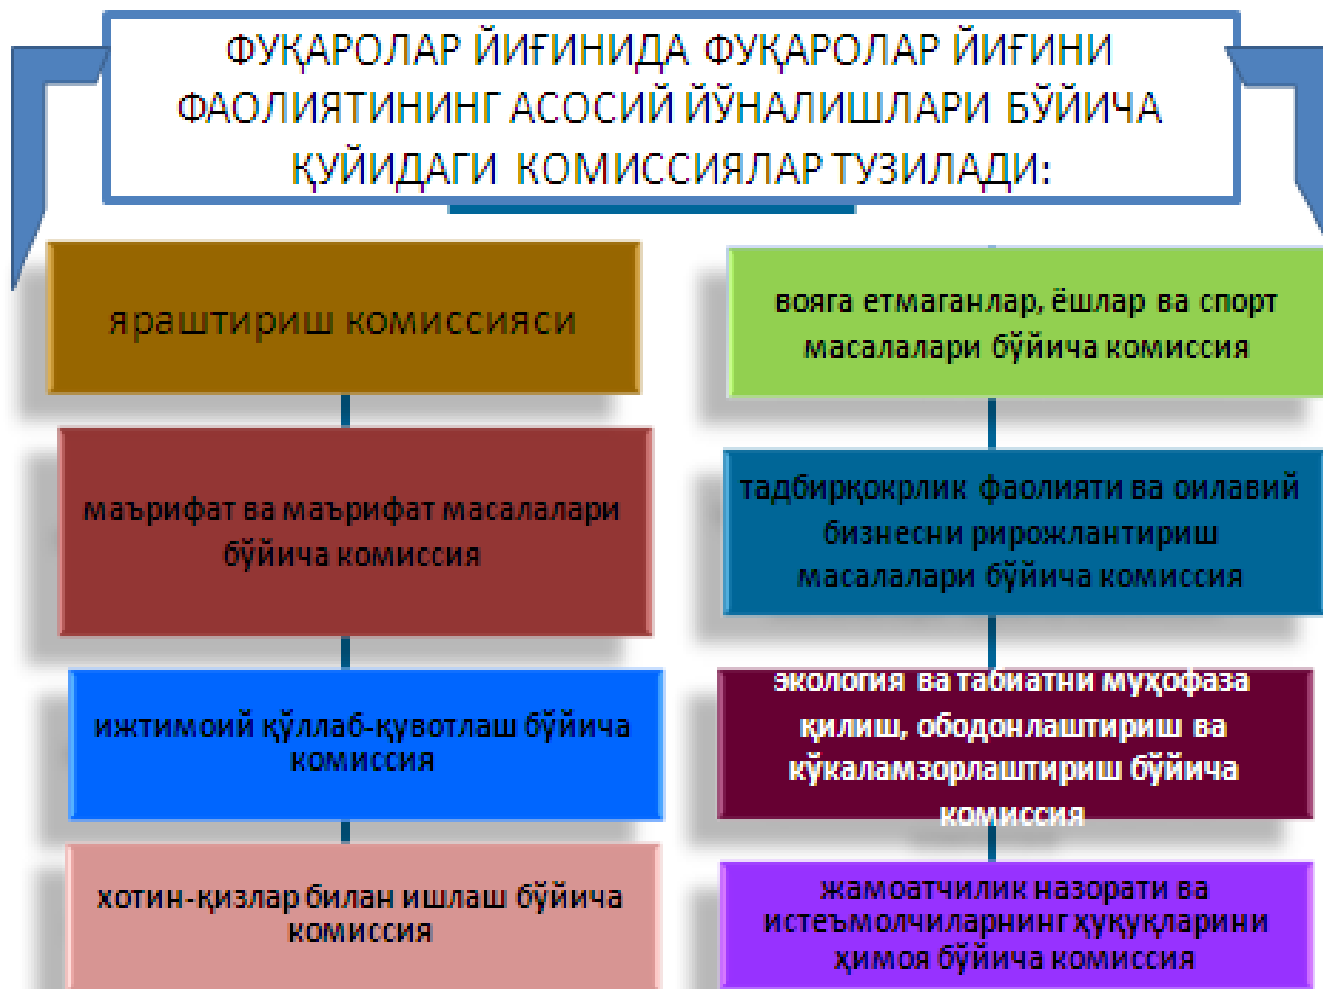 ФУҚАРОЛАР ЙИҒИНИДА ФУҚАРОЛАР ЙИҒИНИ
ФАОЛИЯТИНИНГ АСОСИЙ ЙЎНАЛИШЛАРИ БЎЙИЧА
ҚУЙИДАГИ КОМИССИЯЛАР ТУЗИЛАДИ:
яраштириш комиссияси
маърифат ва маърифат масалалари
бўйича комиссия
ижтимоий қўллаб-қувотлаш бўйича
комиссия
хотин-қизлар билан ишлаш бўйича
комиссия
вояга етмаганлар, ёшлар ва спорт
масалалари бўйича комиссия
тадбирқокрлик фаолияти ва оилавий
бизнесни рирожлантириш
масалалари бўйича комиссия
экология ва табиатни муҳофаза
қилиш, ободонлаштириш ва
кўкаламзорлаштириш бўйича
комиссия
жамоатчилик назорати ва
истеъмолчиларнинг ҳуқуқларини
ҳимоя бўйича комиссия